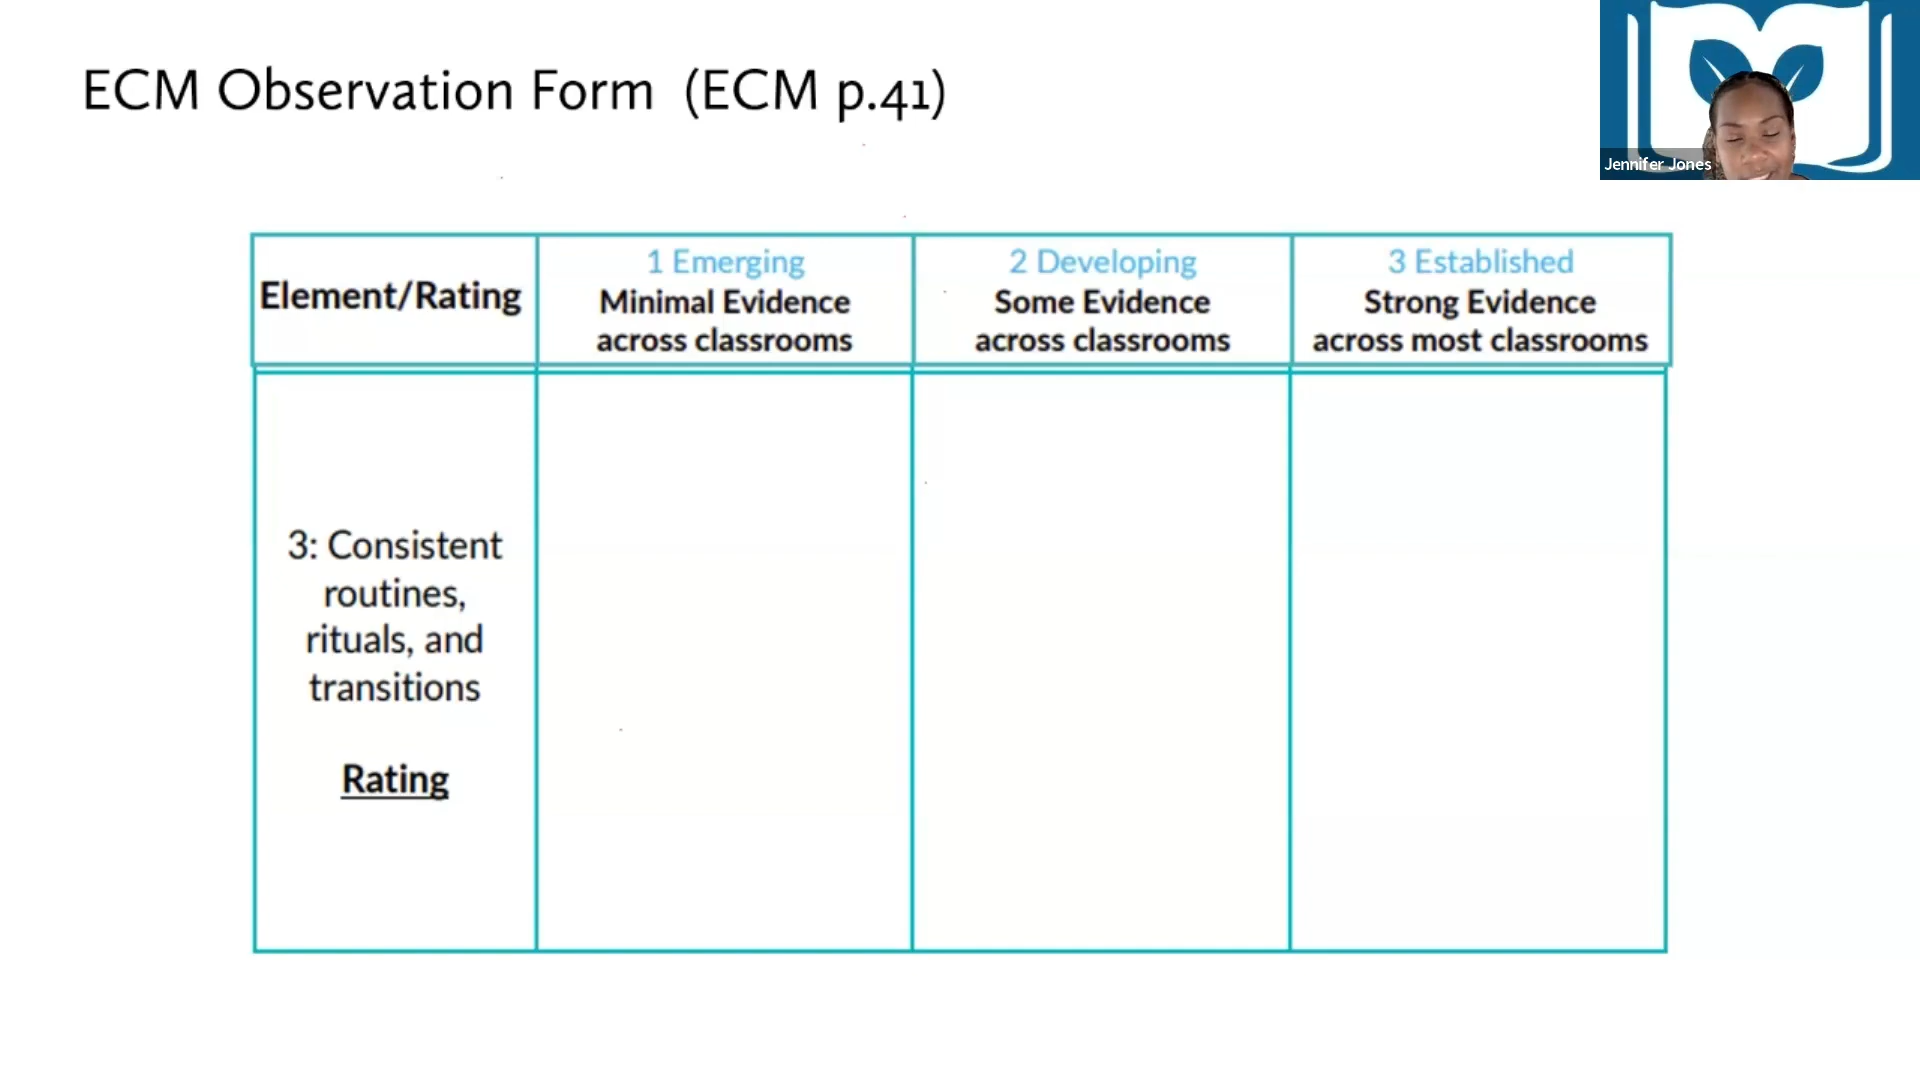 ECM Observation Form (ECM p.41)
Jennifer Jones
Element/Rating
1 Emerging
Minimal Evidence
across classrooms
2 Developing
Some Evidence
across classrooms
3 Established
Strong Evidence
across most classrooms
3: Consistent
routines,
rituals, and
transitions
Rating